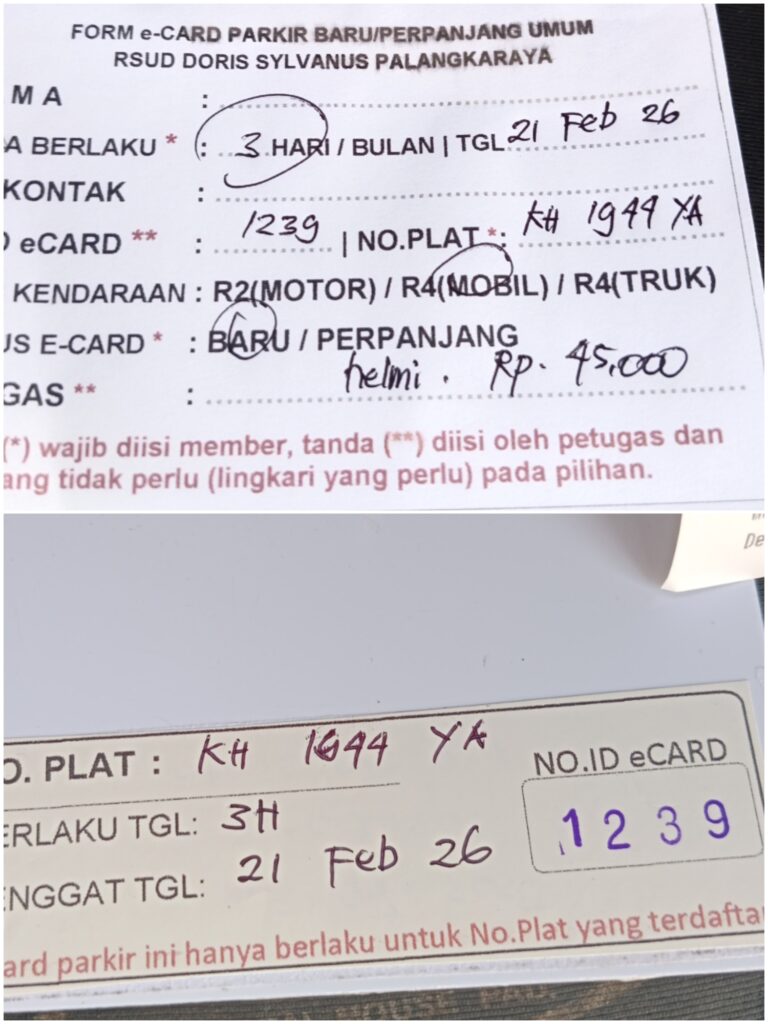 FORM e-CARD PARKIR BARU/PERPANJANG UMUM
RSUD DORIS SYLVANUS PALANGKARAYA
MA :
A BERLAKU * : 3 HARI / BULAN | TGL 21 Feb 26
KONTAK :
eCARD ** : 1239 | NO.PLAT *: KH 1944 YA
KENDARAAN : R2(MOTOR) / R4(MOBIL) / R4(TRUK)
US E-CARD * : BARU / PERPANJANG
GAS ** : helmi . Rp. 45.000
(*) wajib diisi member, tanda (**) diisi oleh petugas dan
ang tidak perlu (lingkari yang perlu) pada pilihan.
De
O. PLAT : KH 1944 YA
NO.ID eCARD
ERLAKU TGL: 3H
1239
ENGGAT TGL: 21 Feb 26
ard parkir ini hanya berlaku untuk No.Plat yang terdafta